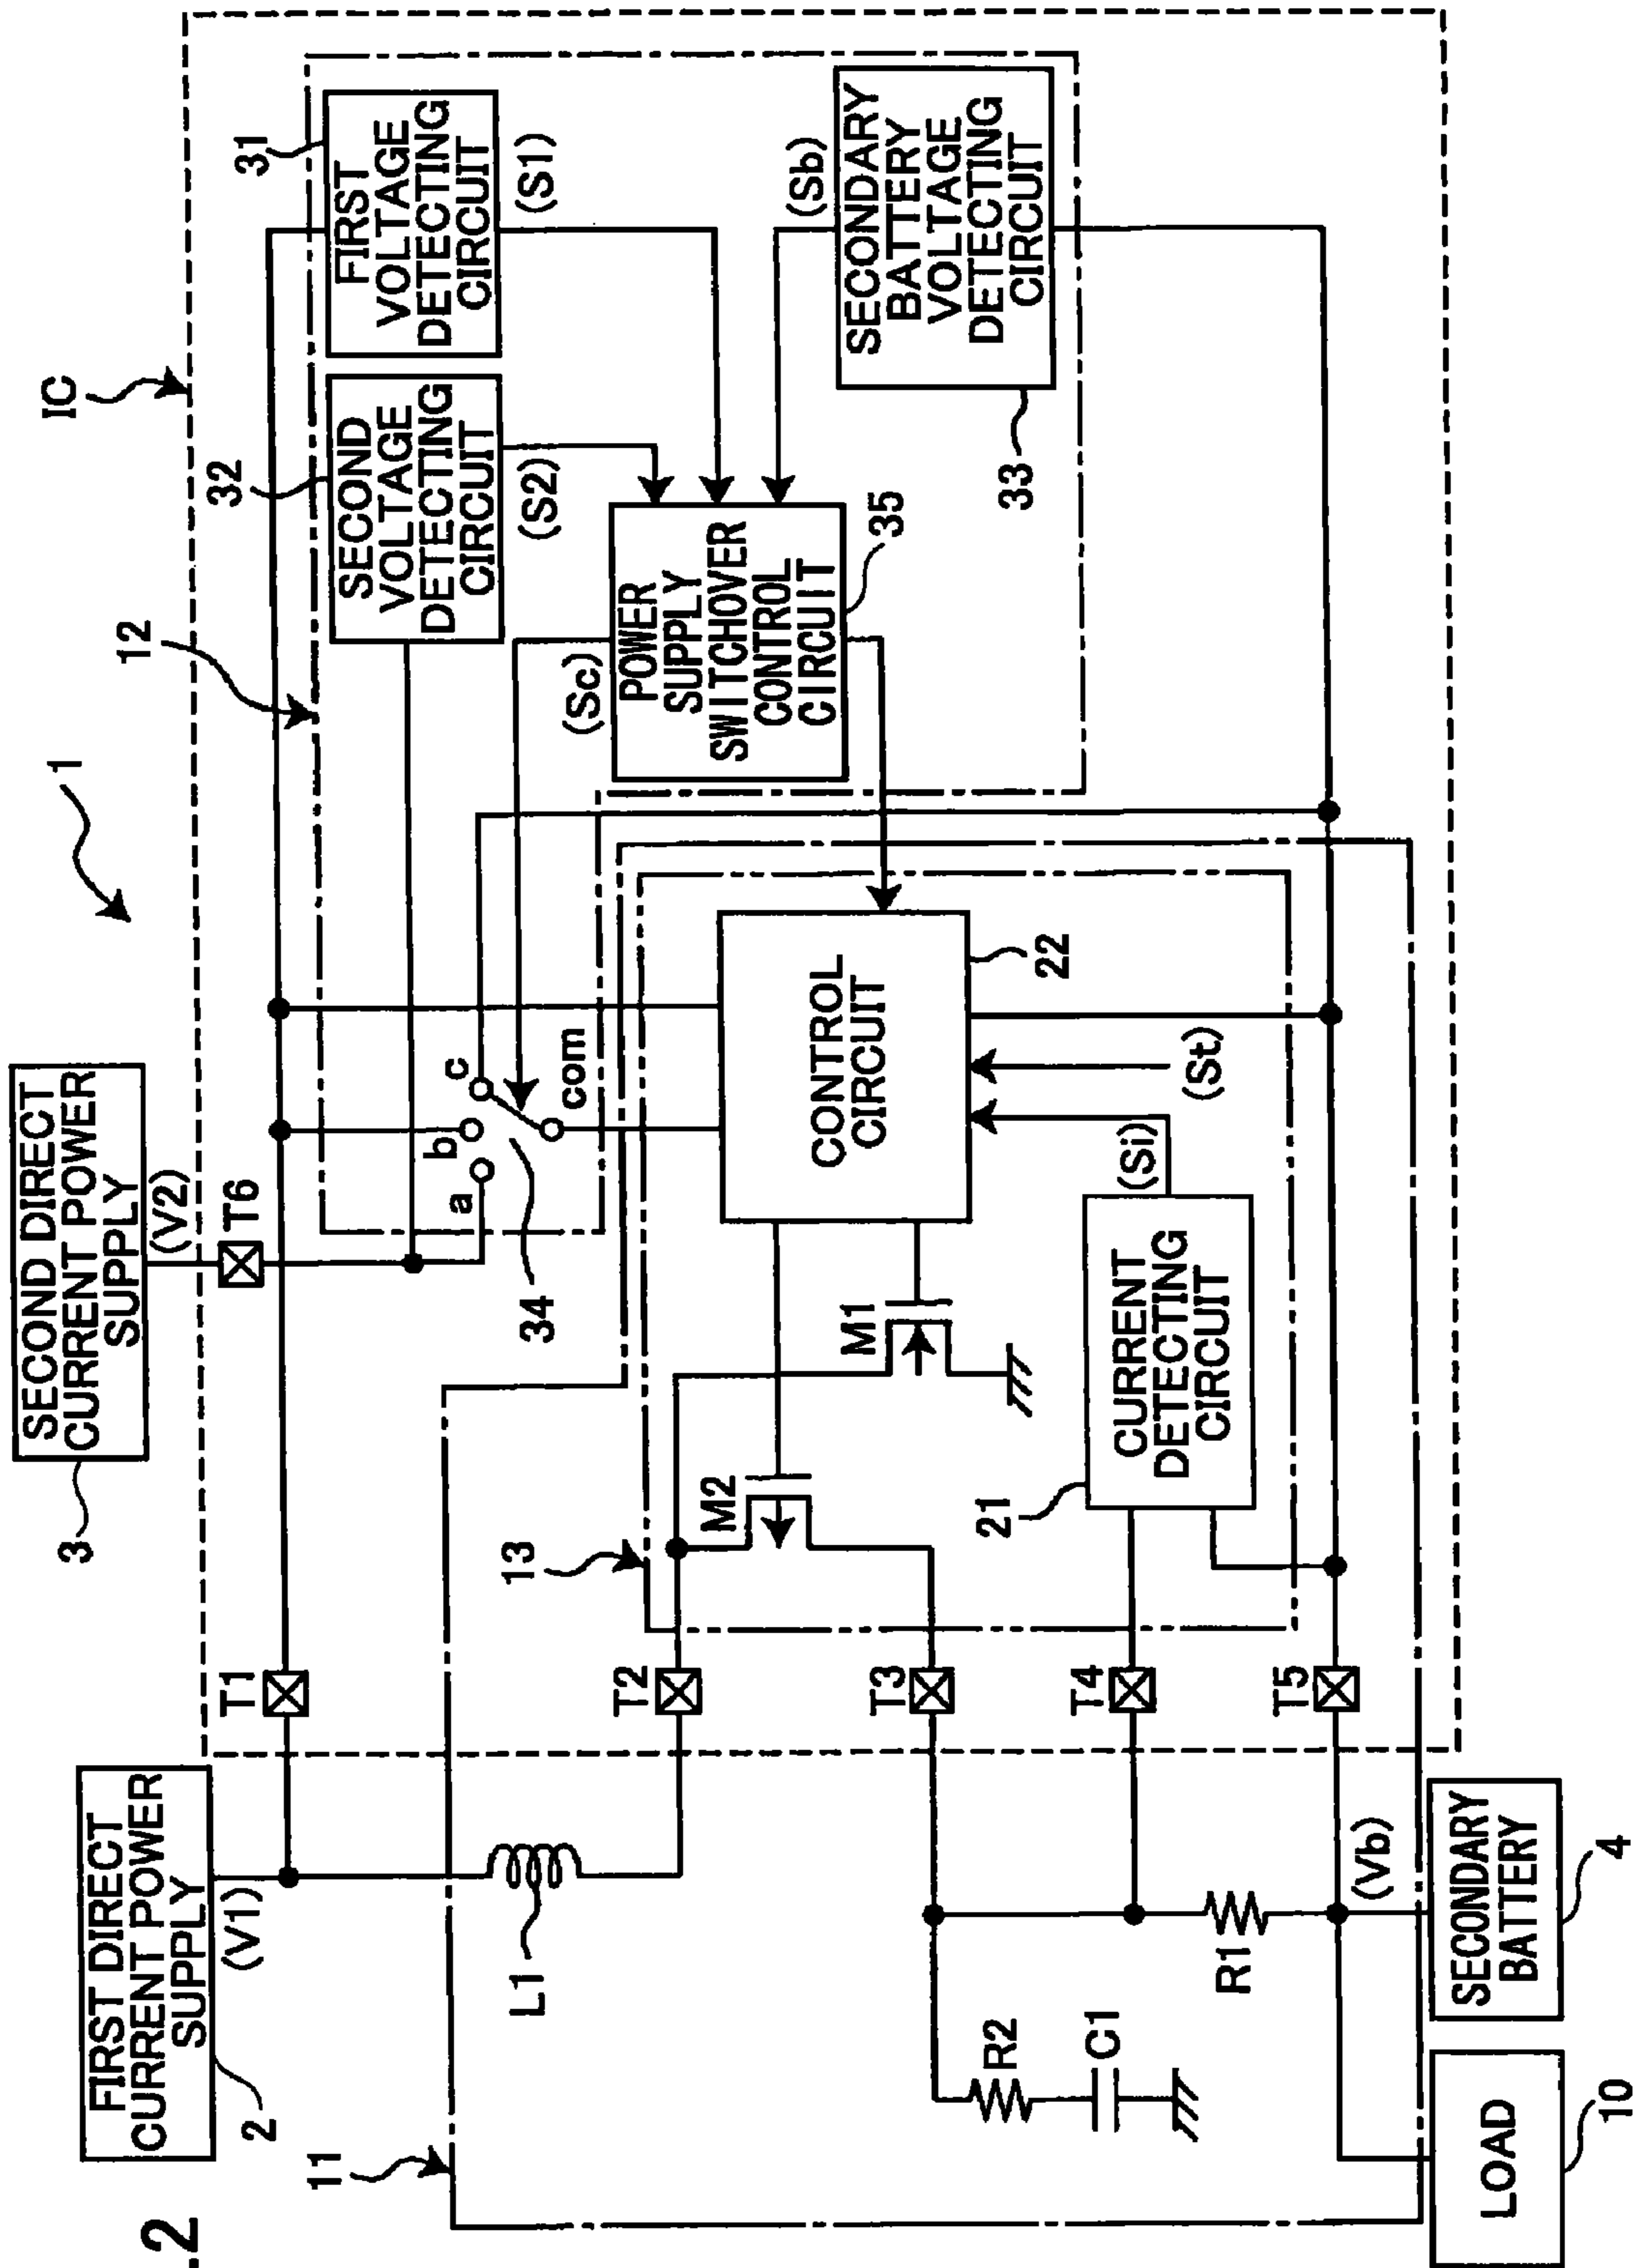 .2
1
IC
FIRST DIRECT
CURRENT POWER
SUPPLY
2
(V1)
SECOND DIRECT
CURRENT POWER
SUPPLY
3
(V2)
T6
T1
12
32
SECOND
VOLTAGE
DETECTING
CIRCUIT
(S2)
31
FIRST
VOLTAGE
DETECTING
CIRCUIT
(S1)
11
L1
T2
13
M2
M1
34
a
b
c
com
(Sc)
POWER
SUPPLY
SWITCHOVER
CONTROL
CIRCUIT
35
(Sb)
SECONDARY
BATTERY
VOLTAGE
DETECTING
CIRCUIT
33
CONTROL
CIRCUIT
22
(St)
(Si)
CURRENT
DETECTING
CIRCUIT
21
T3
T4
T5
R2
C1
R1
(Vb)
LOAD
10
SECONDARY
BATTERY
4